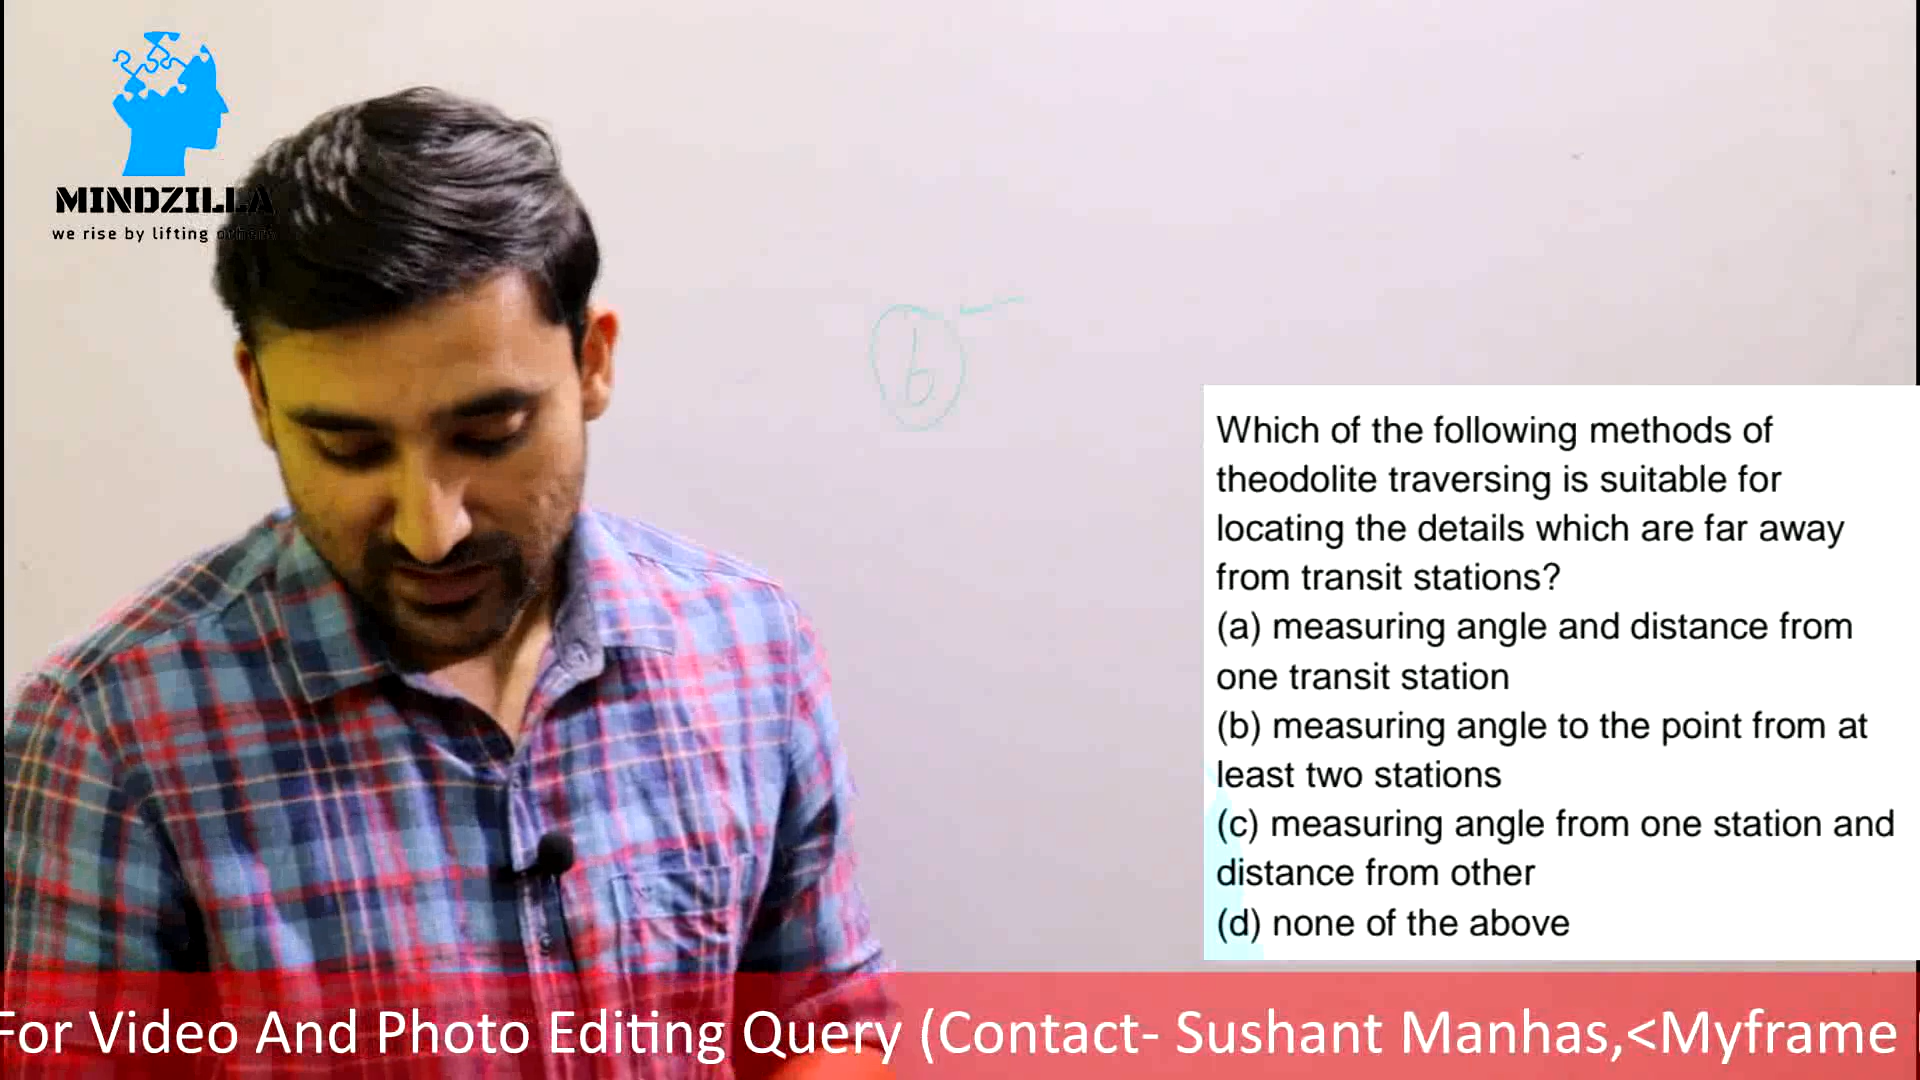 MINDZILLA
we rise by lifting others
b
Which of the following methods of
theodolite traversing is suitable for
locating the details which are far away
from transit stations?
(a) measuring angle and distance from
one transit station
(b) measuring angle to the point from at
least two stations
(c) measuring angle from one station and
distance from other
(d) none of the above
For Video And Photo Editing Query (Contact- Sushant Manhas,<Myframe